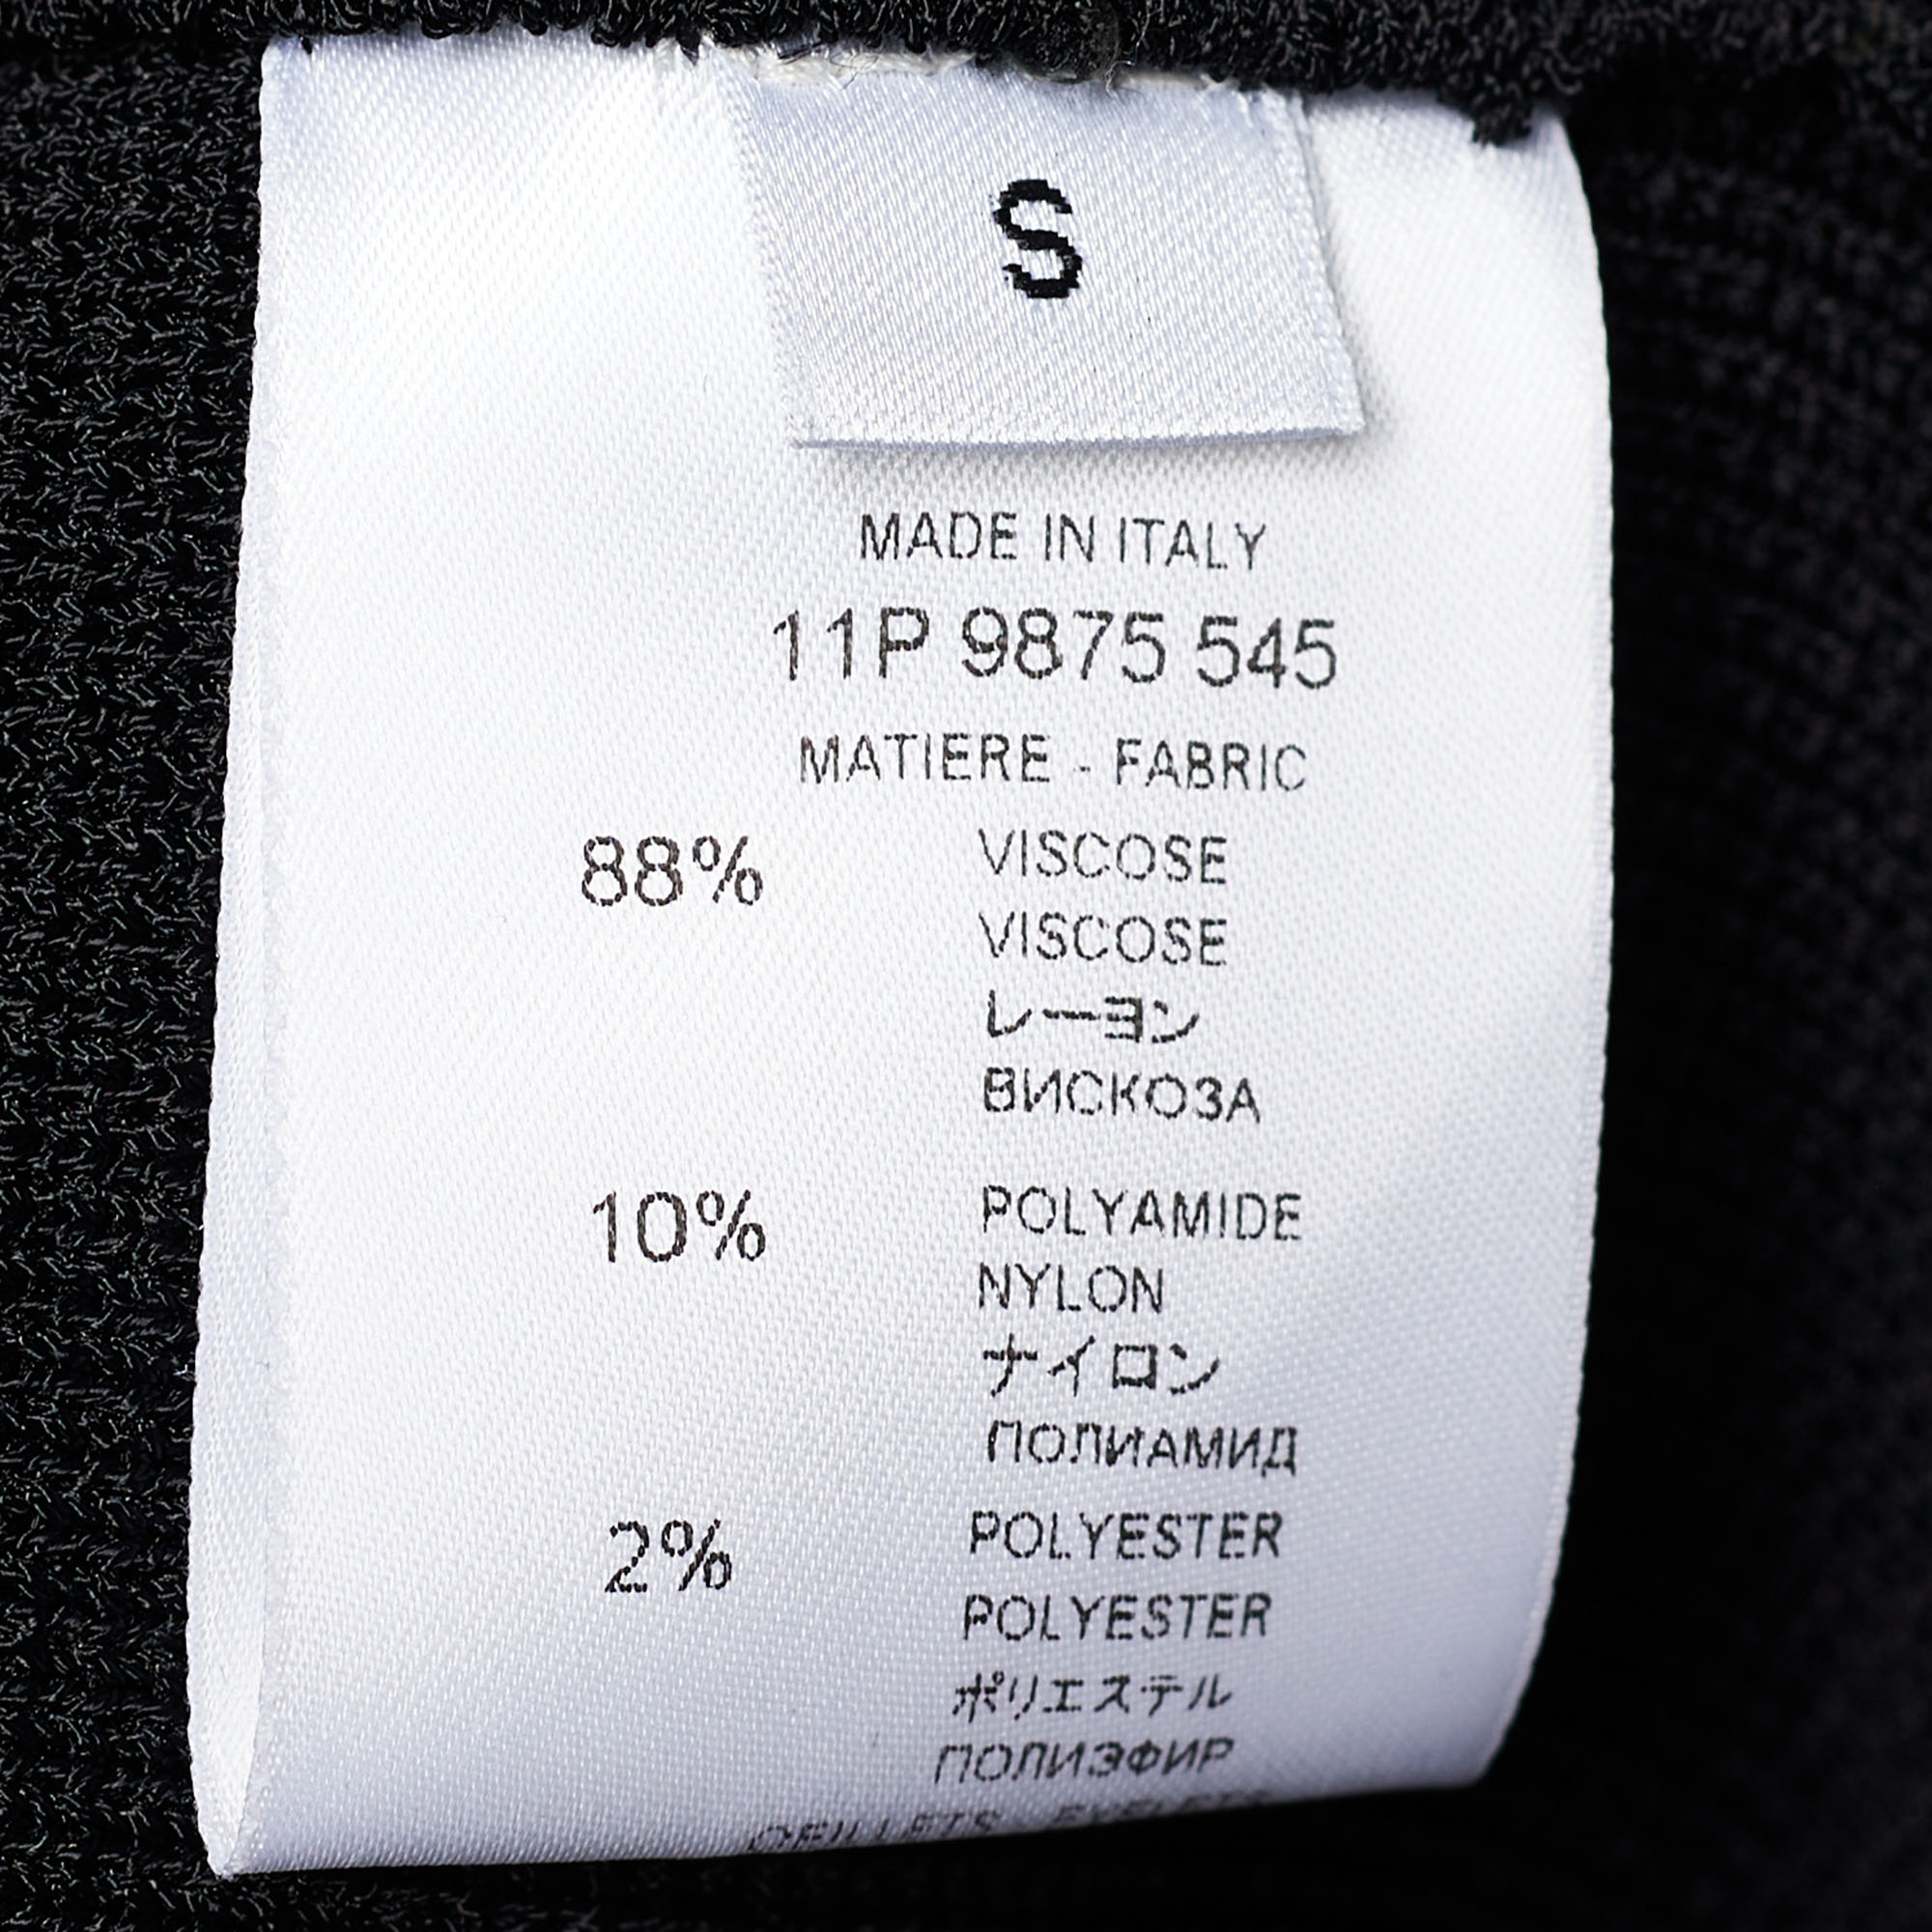 S
MADE IN ITALY
11P 9875 545
MATIERE - FABRIC
88% VISCOSE
VISCOSE
レーヨン
ВИСКОЗА
10% POLYAMIDE
NYLON
ナイロン
ПОЛИАМИД
2% POLYESTER
POLYESTER
ポリエステル
ПОЛИЭФИР